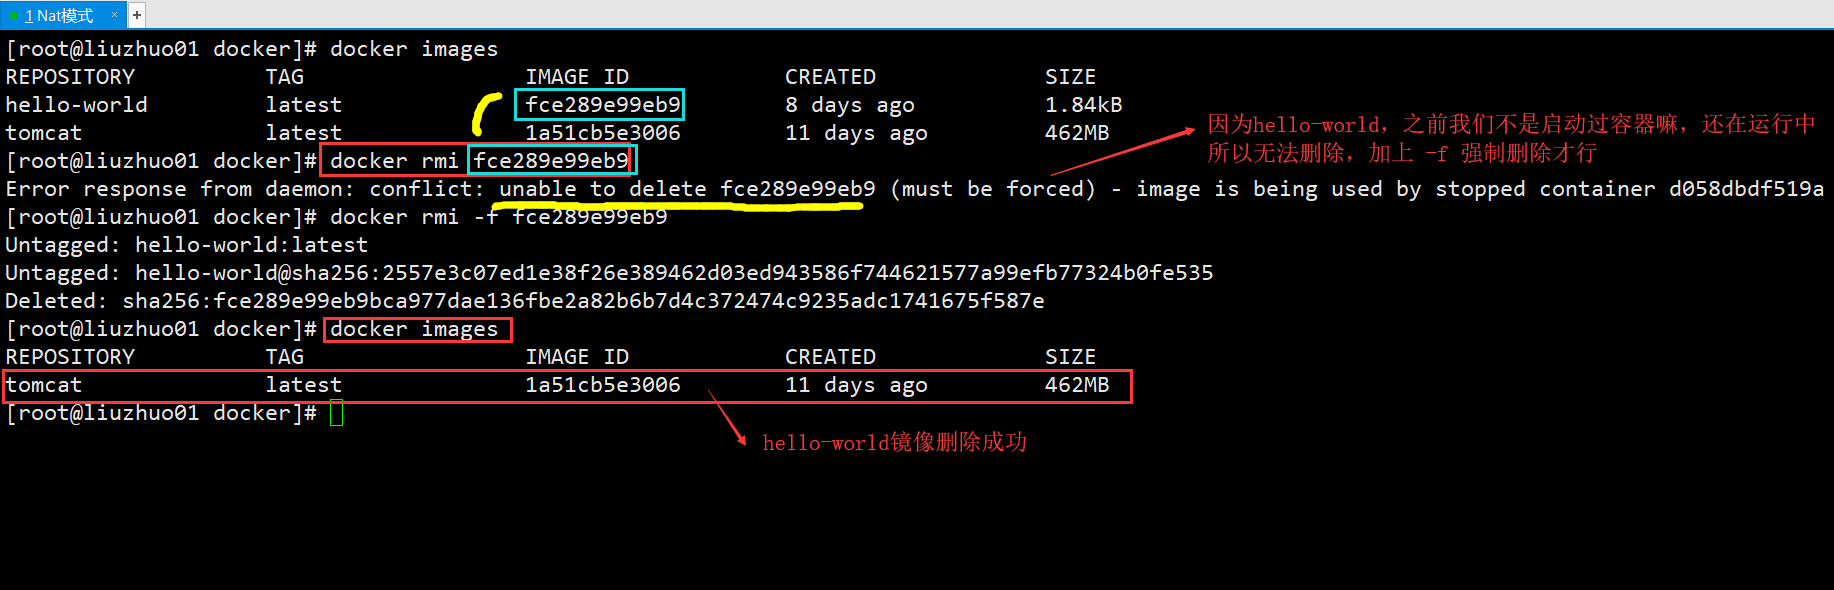 1 Nat模式 × +
[root@liuzhuo01 docker]# docker images
REPOSITORY TAG IMAGE ID CREATED SIZE
hello-world latest fce289e99eb9 8 days ago 1.84kB
tomcat latest 1a51cb5e3006 11 days ago 462MB
因为hello-world，之前我们不是启动过容器嘛，还在运行中
所以无法删除，加上 -f 强制删除才行
[root@liuzhuo01 docker]# docker rmi fce289e99eb9
Error response from daemon: conflict: unable to delete fce289e99eb9 (must be forced) - image is being used by stopped container d058dbdf519a
[root@liuzhuo01 docker]# docker rmi -f fce289e99eb9
Untagged: hello-world:latest
Untagged: hello-world@sha256:2557e3c07ed1e38f26e389462d03ed943586f744621577a99efb77324b0fe535
Deleted: sha256:fce289e99eb9bca977dae136fbe2a82b6b7d4c372474c9235adc1741675f587e
[root@liuzhuo01 docker]# docker images
REPOSITORY TAG IMAGE ID CREATED SIZE
tomcat latest 1a51cb5e3006 11 days ago 462MB
[root@liuzhuo01 docker]#
hello-world镜像删除成功